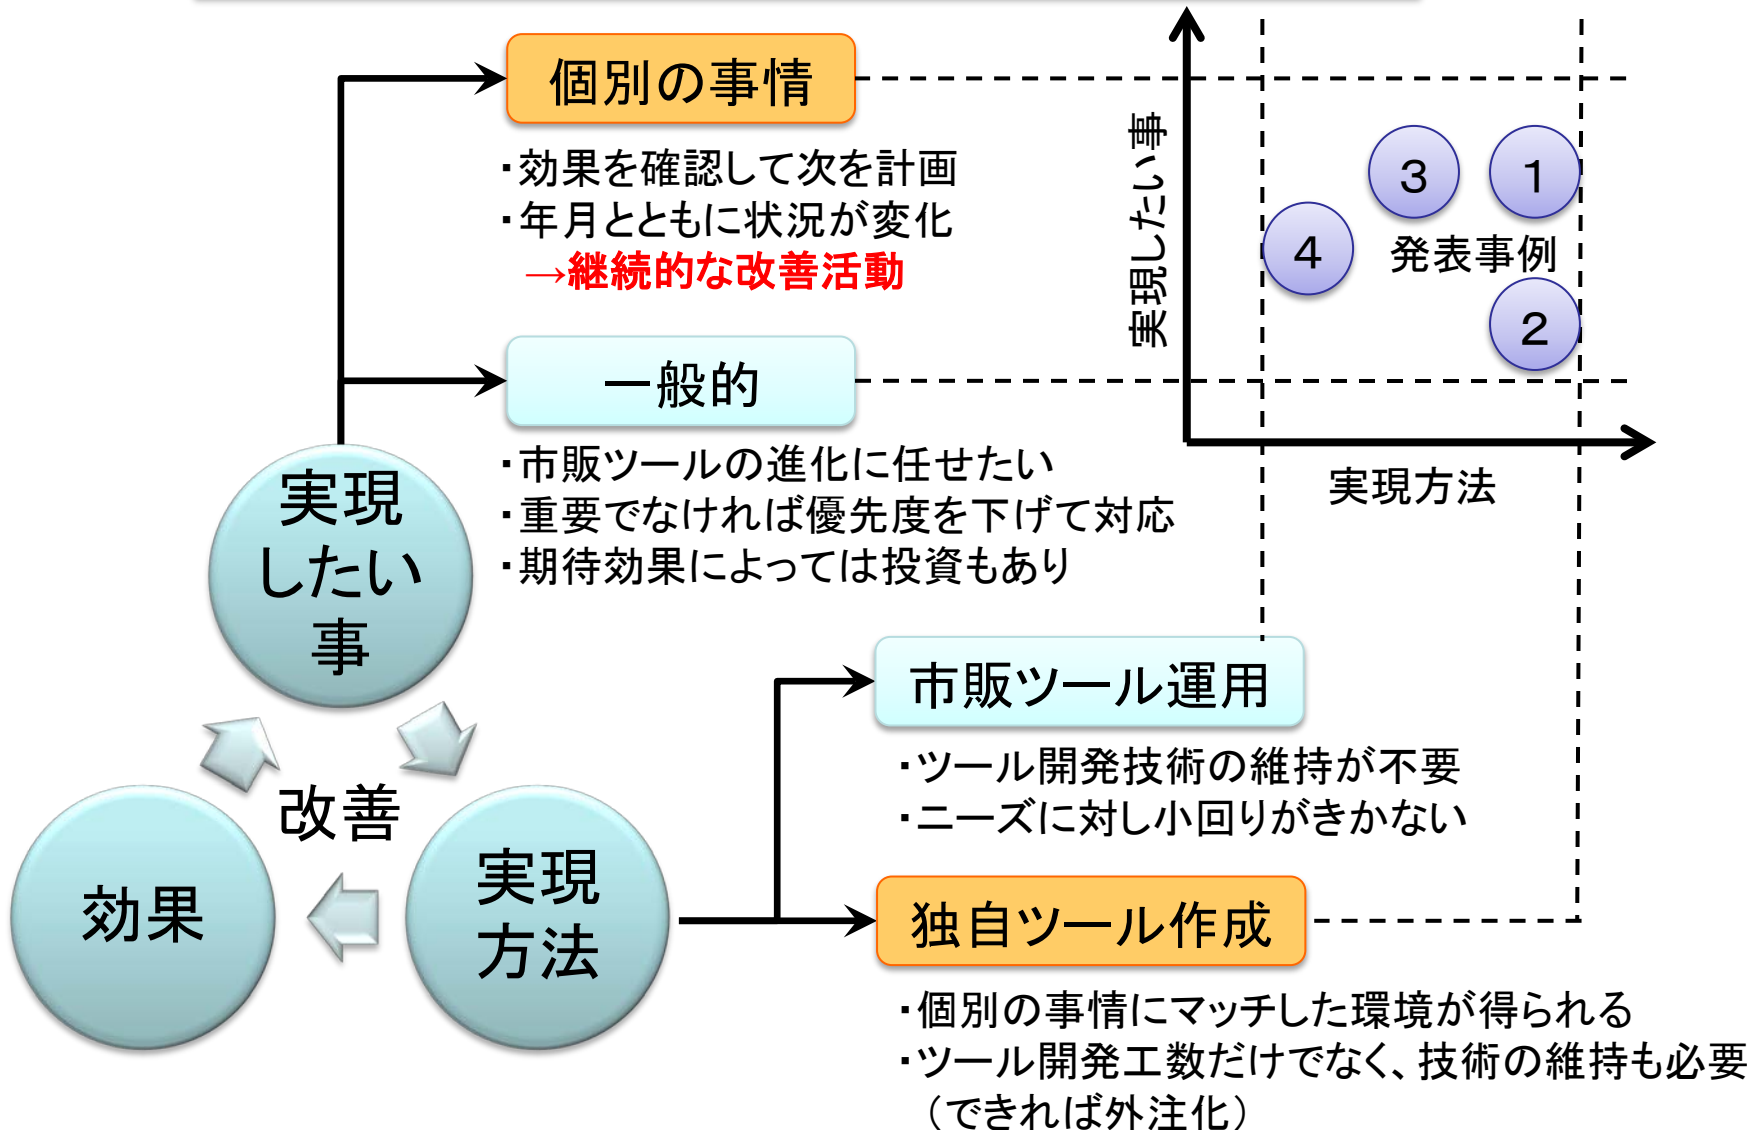 個別の事情
・効果を確認して次を計画
・年月とともに状況が変化
→継続的な改善活動
一般的
・市販ツールの進化に任せたい
・重要でなければ優先度を下げて対応
・期待効果によっては投資もあり
実現したい事
3
1
4
発表事例
2
実現方法
実現
したい
事
改善
効果
実現
方法
市販ツール運用
・ツール開発技術の維持が不要
・ニーズに対し小回りがきかない
独自ツール作成
・個別の事情にマッチした環境が得られる
・ツール開発工数だけでなく、技術の維持も必要
（できれば外注化）